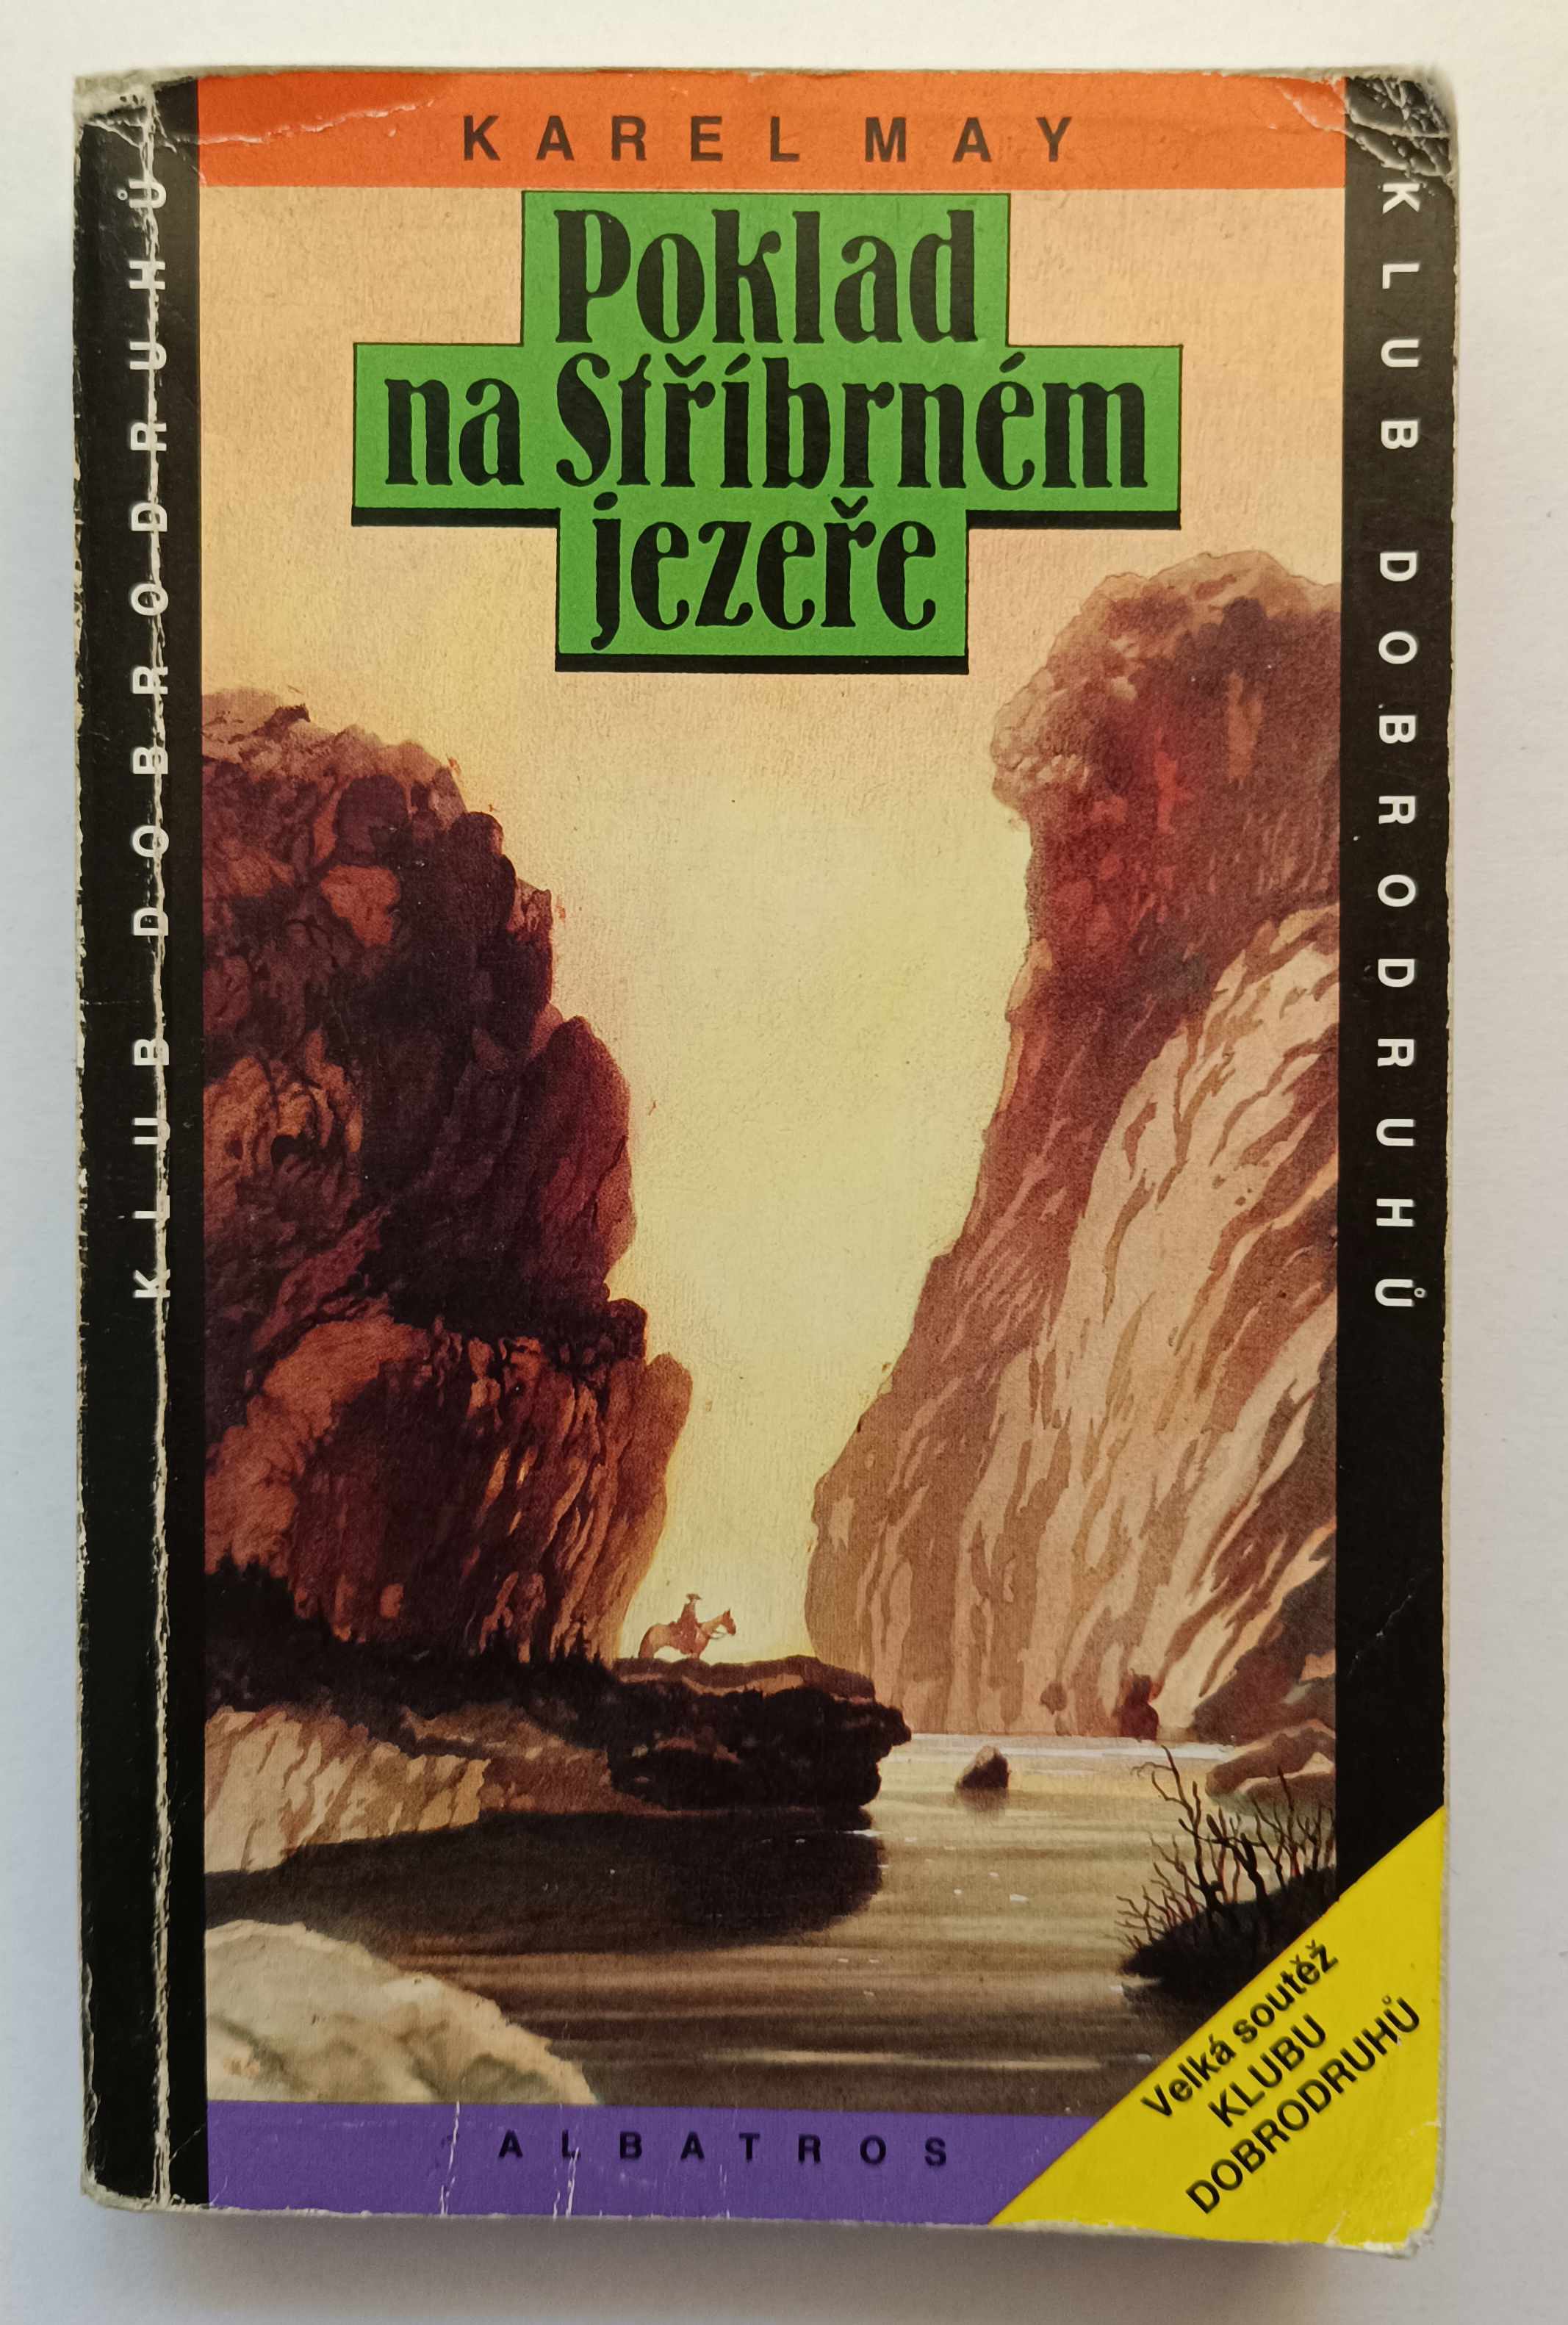 KAREL MAY
Poklad
na Stříbrném
jezeře
KLUB DOBRODRUHŮ
KLUB DOBRODRUHŮ
Velká soutěž
KLUBU
DOBRODRUHŮ
ALBATROS